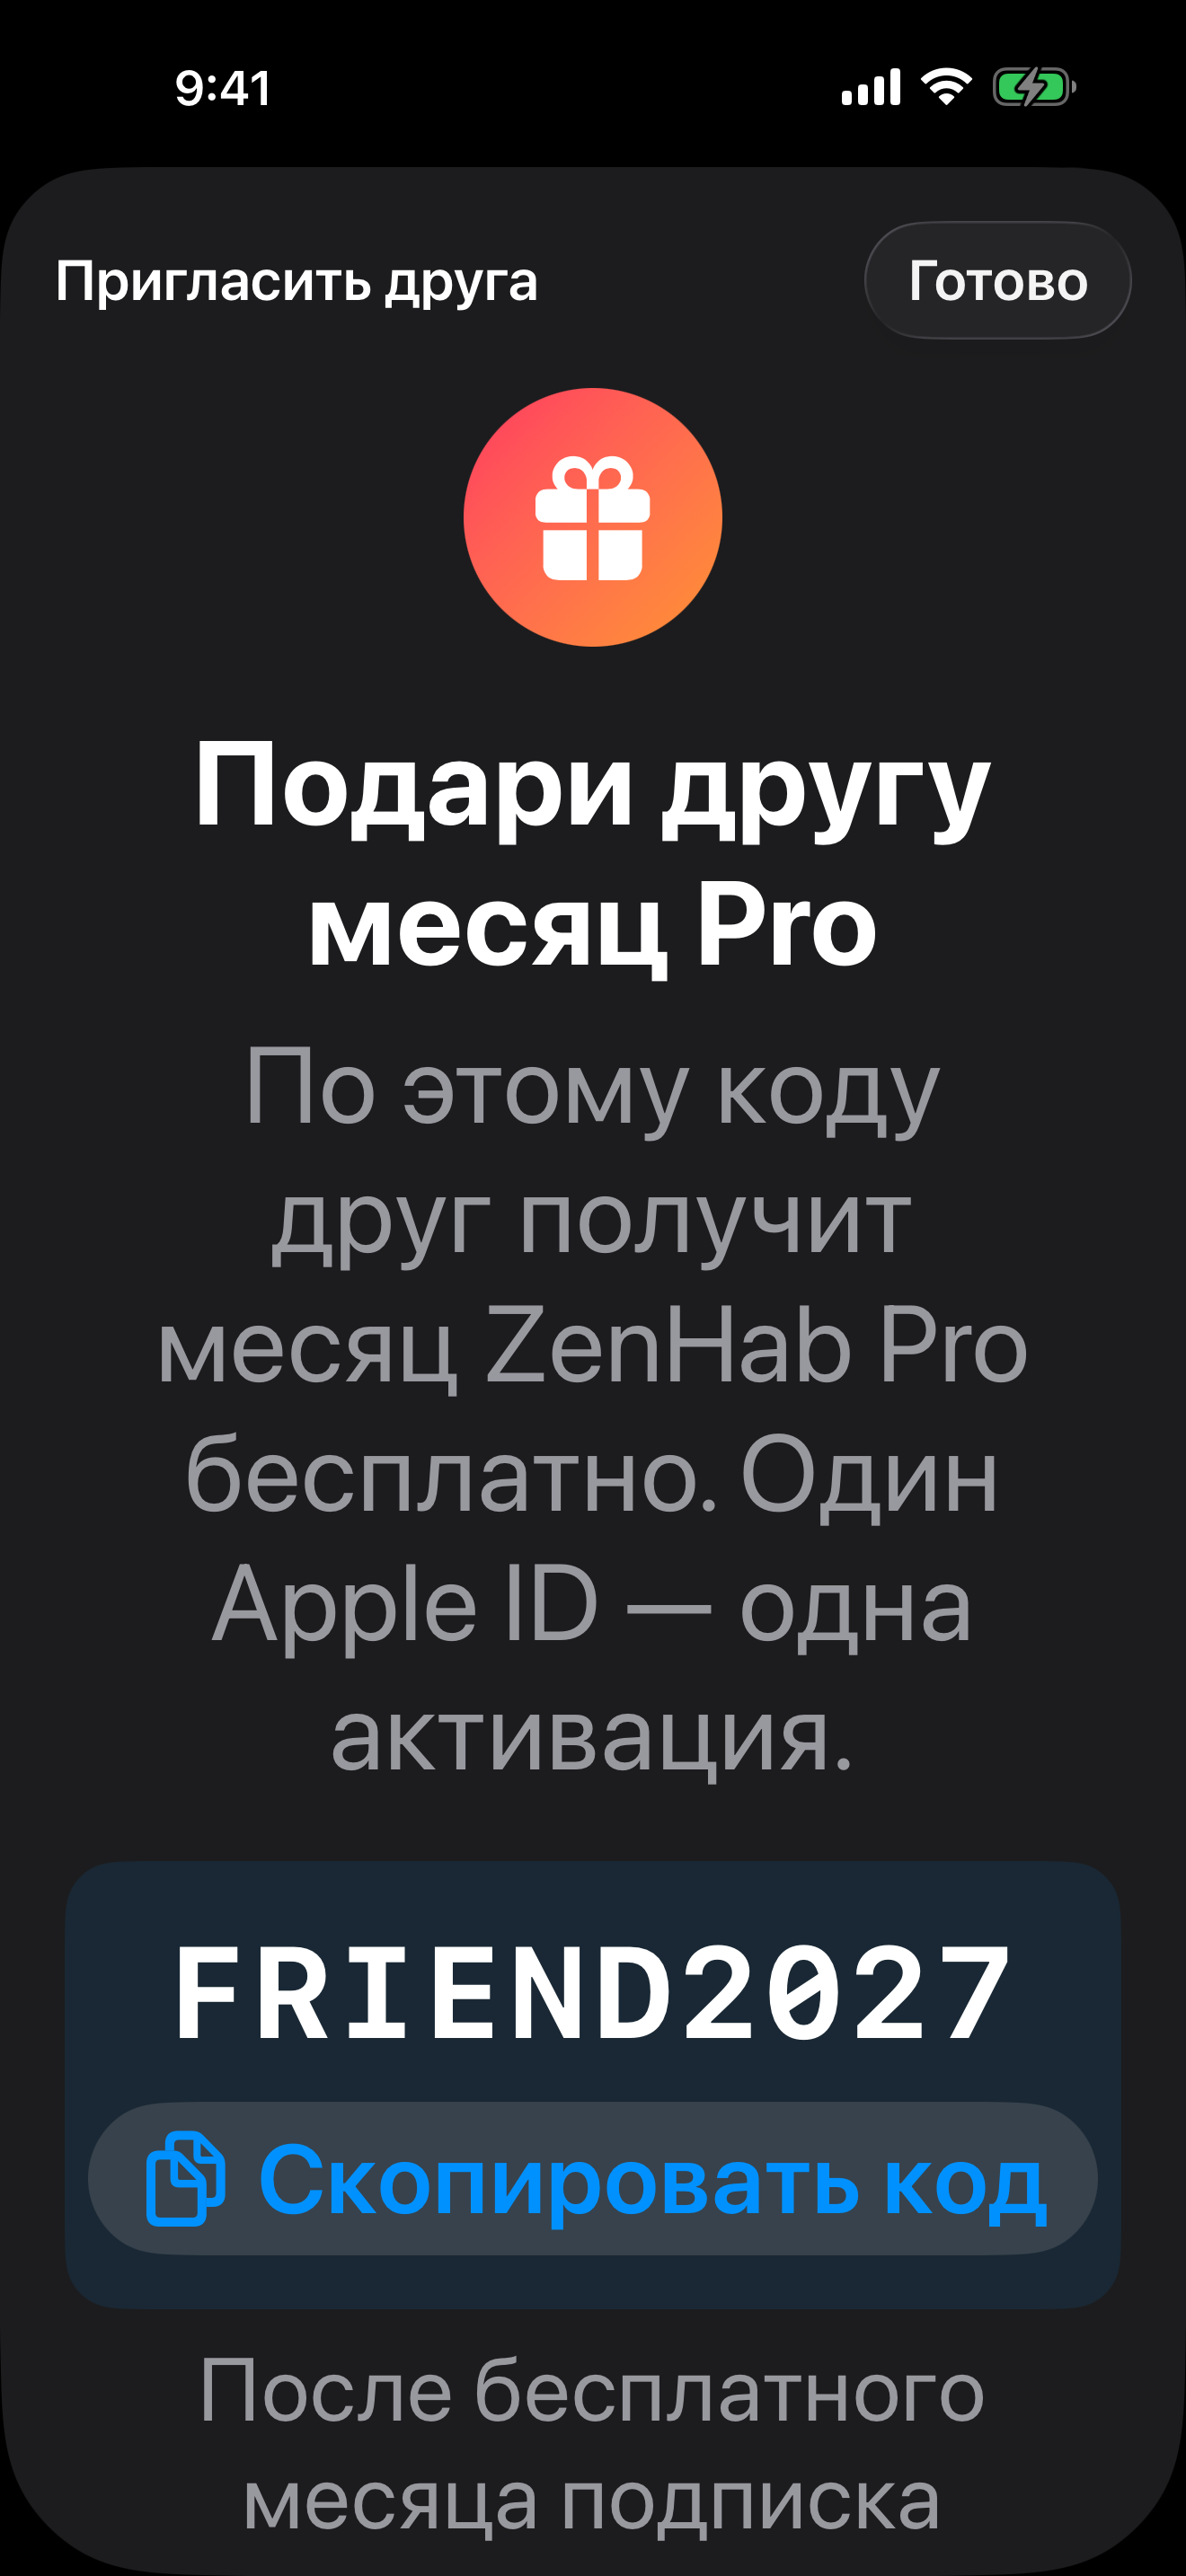 9:41
Пригласить друга
Готово
Подари другу
месяц Pro
По этому коду
друг получит
месяц ZenHab Pro
бесплатно. Один
Apple ID — одна
активация.
FRIEND2027
Скопировать код
После бесплатного
месяца подписка